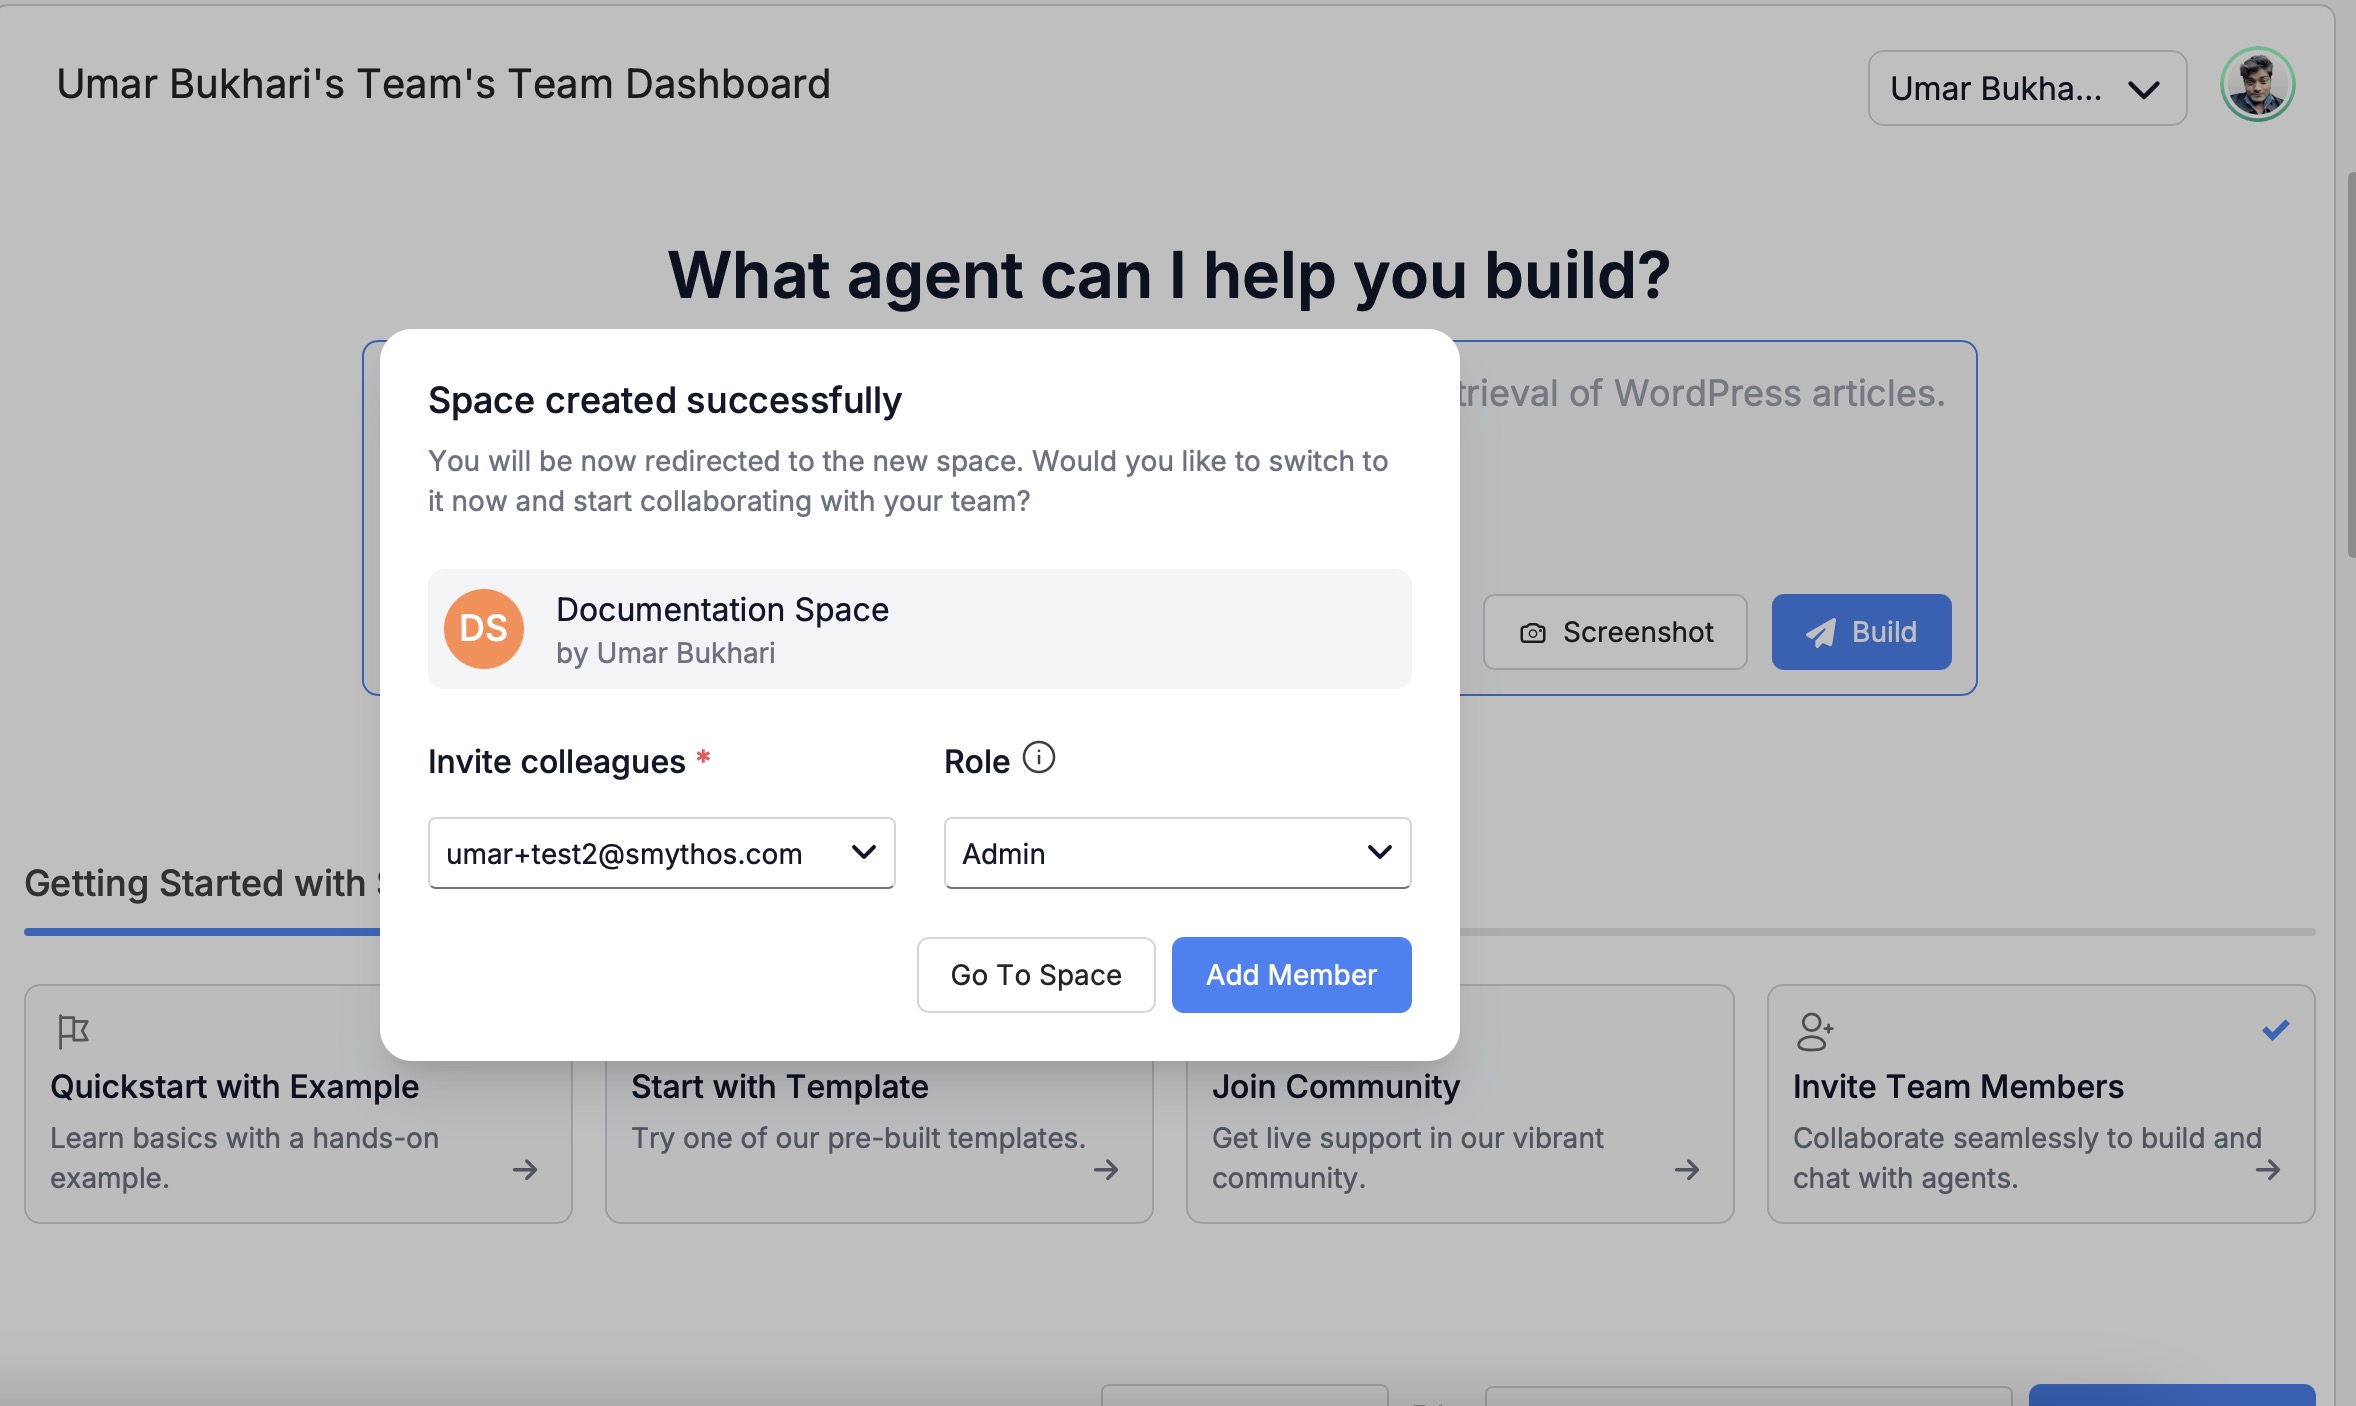 Umar Bukhari's Team's Team Dashboard
Umar Bukha...
What agent can I help you build?
of WordPress articles.
Screenshot
Build
Space created successfully
You will be now redirected to the new space. Would you like to switch to
it now and start collaborating with your team?
DS
Documentation Space
by Umar Bukhari
Invite colleagues *
Role
umar+test2@smythos.com
Admin
Go To Space
Add Member
Getting Started with
Quickstart with Example
Learn basics with a hands-on
example.
Start with Template
Try one of our pre-built templates.
Join Community
Get live support in our vibrant
community.
Invite Team Members
Collaborate seamlessly to build and
chat with agents.